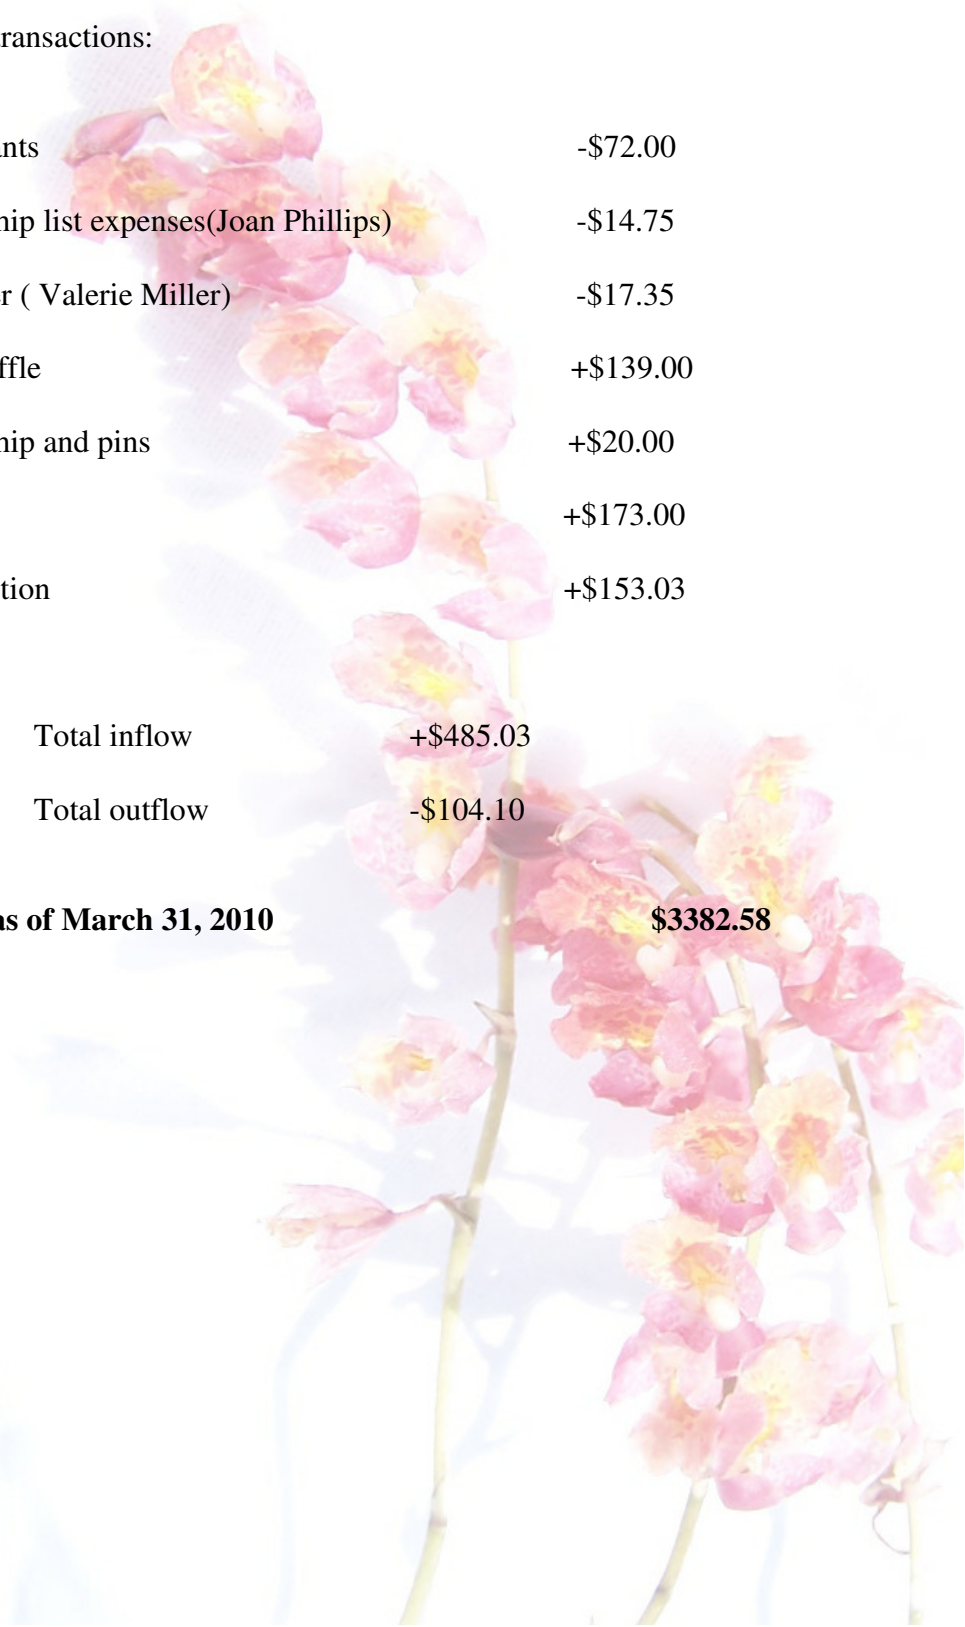 ransactions:
nts -$72.00
hip list expenses(Joan Phillips) -$14.75
r ( Valerie Miller) -$17.35
ffle +$139.00
hip and pins +$20.00
+$173.00
tion +$153.03
Total inflow +$485.03
Total outflow -$104.10
as of March 31, 2010 $3382.58